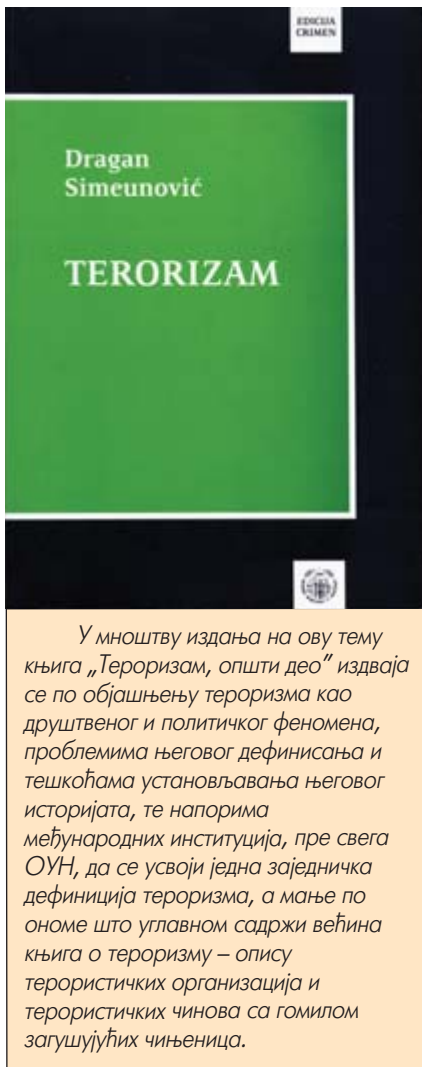 EDICIJA
CRIMEN
Dragan
Simeunović
TERORIZAM
У мноштву издања на ову тему
књига „Тероризам, општи део” издваја
се по објашњењу тероризма као
друштвеног и политичког феномена,
проблемима његовог дефинисања и
тешкоћама установљавања његовог
историјата, те напорима
међународних институција, пре свега
ОУН, да се усвоји једна заједничка
дефиниција тероризма, а мање по
ономе што углавном садржи већина
књига о тероризму – опису
терористичких организација и
терористичких чинова са гомилом
загушујућих чињеница.